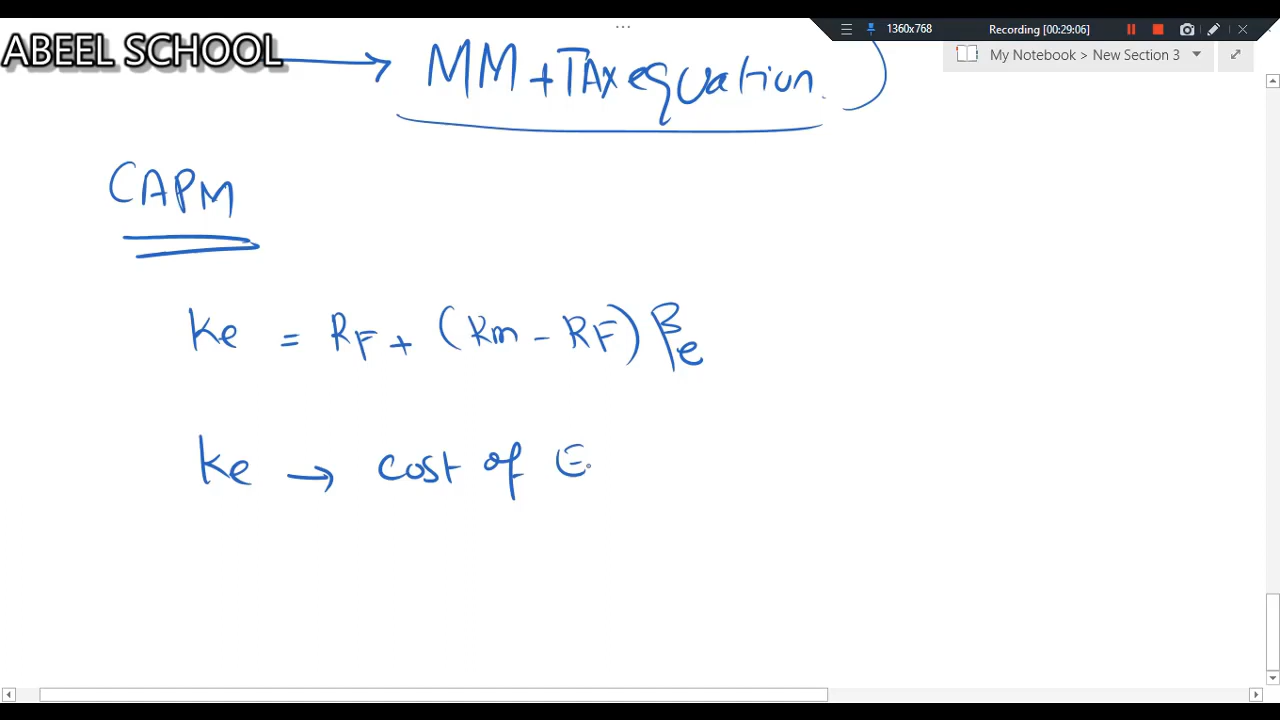 ABEEL SCHOOL
1360x768
Recording [00:29:06]
My Notebook > New Section 3
MM + TAx equation
CAPM
Ke = RF + (Rm - RF) βe
Ke → cost of E